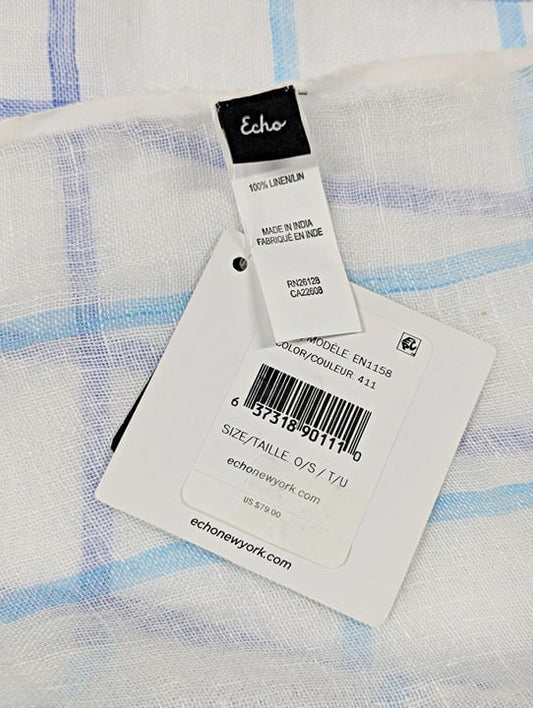 Echo
100% LINEN/LIN
MADE IN INDIA
FABRIQUÉ EN INDE
RN26128
CA22608
MODÈLE: EN1158
COLOR/COULEUR: 411
6 37318 90111 0
SIZE/TAILLE: O/S / T/U
echonewyork.com
US $79.00
echonewyork.com